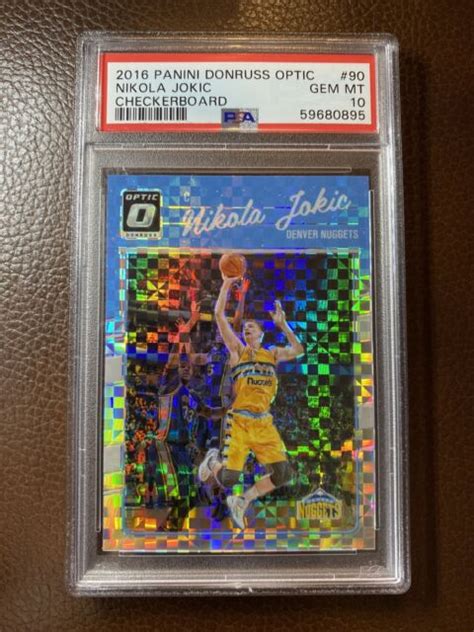 2016 PANINI DONRUSS OPTIC #90
NIKOLA JOKIC GEM MT
CHECKERBOARD 10
PSA 59680895
OPTIC
DONRUSS
C
Nikola Jokic
DENVER NUGGETS
33
Nuggets
NUGGETS